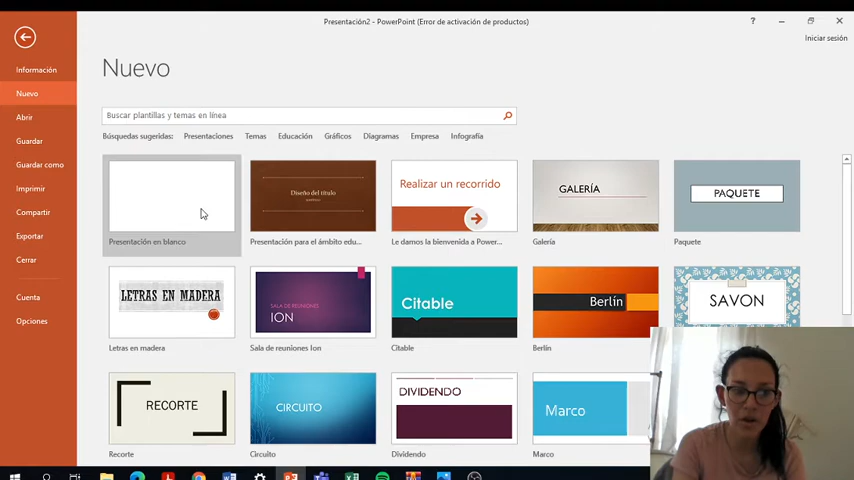 Presentación2 - PowerPoint (Error de activación de productos)
?
Iniciar sesión
Información
Nuevo
Abrir
Guardar
Guardar como
Imprimir
Compartir
Exportar
Cerrar
Cuenta
Opciones
Nuevo
Buscar plantillas y temas en línea
Búsquedas sugeridas: Presentaciones Temas Educación Gráficos Diagramas Empresa Infografía
Diseño del título
Realizar un recorrido
GALERÍA
PAQUETE
Presentación en blanco
Presentación para el ámbito edu...
Le damos la bienvenida a Power...
Galería
Paquete
LETRAS EN MADERA
SALA DE REUNIONES
ION
Citable
Berlín
SAVON
Letras en madera
Sala de reuniones Ion
Citable
Berlín
RECORTE
CIRCUITO
DIVIDENDO
Marco
Recorte
Circuito
Dividendo
Marco